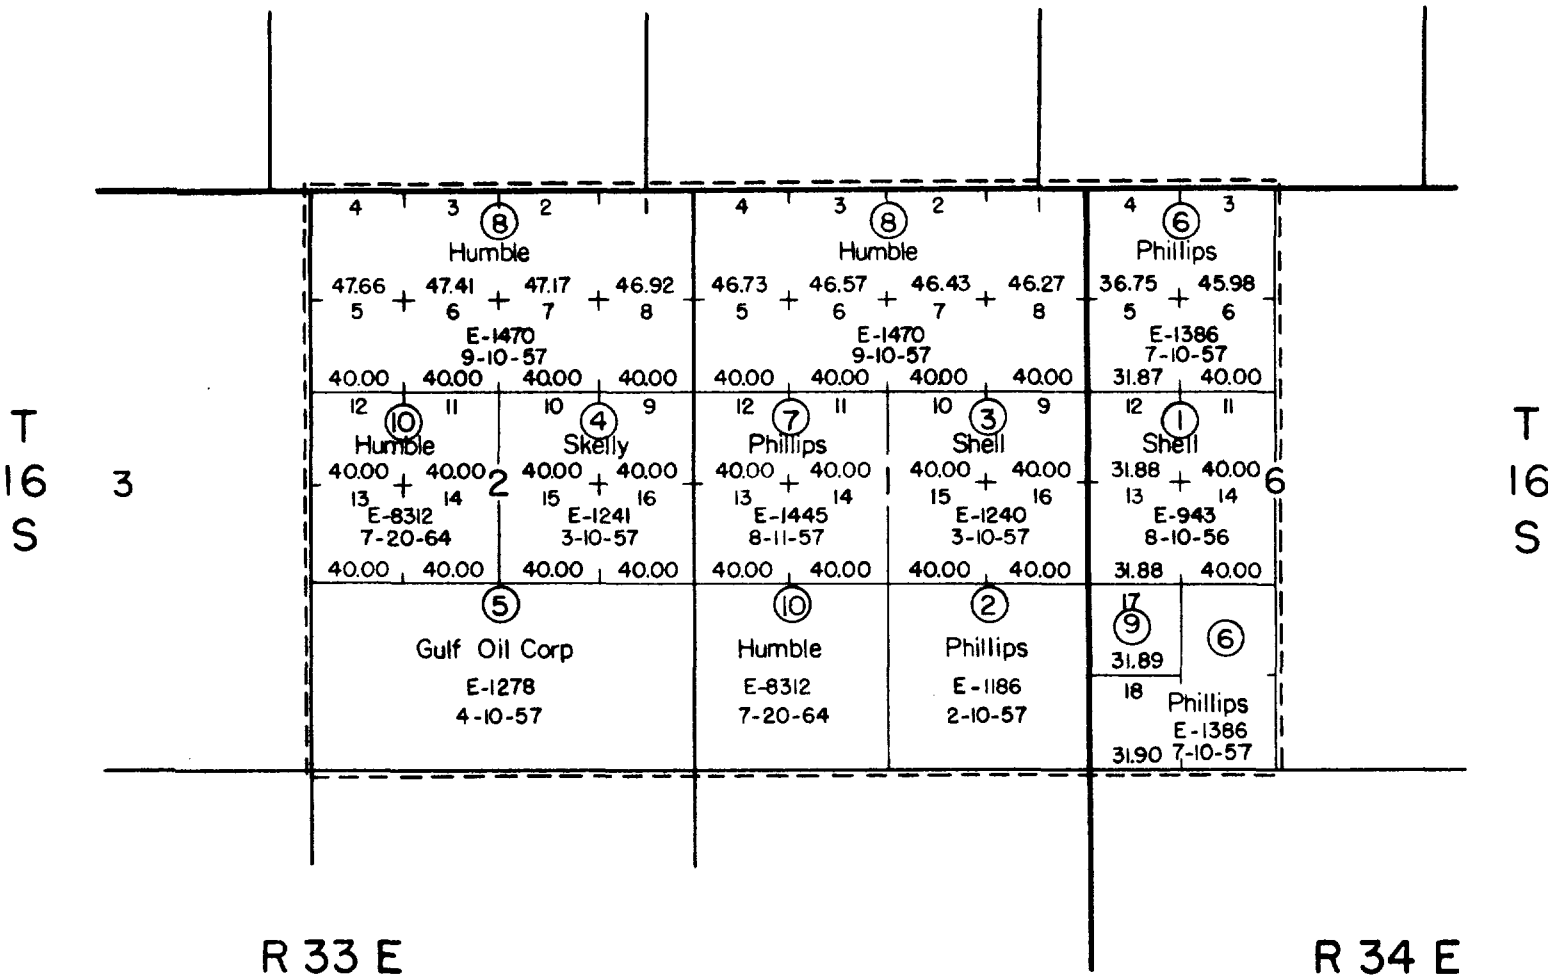 4 3 2 1 4 3 2 1 4 3
8 8 6
Humble Humble Phillips
47.66 47.41 47.17 46.92 46.73 46.57 46.43 46.27 36.75 45.98
5 6 7 8 5 6 7 8 5 6
E-1470 E-1470 E-1386
9-10-57 9-10-57 7-10-57
40.00 40.00 40.00 40.00 40.00 40.00 40.00 40.00 31.87 40.00
12 11 10 9 12 11 10 9 12 11
10 4 7 3 1
Humble Skelly Phillips Shell Shell
40.00 40.00 2 40.00 40.00 40.00 40.00 1 40.00 40.00 31.88 40.00 6
13 14 15 16 13 14 15 16 13 14
E-8312 E-1241 E-1445 E-1240 E-943
7-20-64 3-10-57 8-11-57 3-10-57 8-10-56
40.00 40.00 40.00 40.00 40.00 40.00 40.00 40.00 31.88 40.00
T
16 3
S
T
16
S
5 10 2 17
9 6
Gulf Oil Corp Humble Phillips 31.89
E-1278 E-8312 E-1186 18
4-10-57 7-20-64 2-10-57 Phillips
E-1386
31.90 7-10-57
R 33 E R 34 E